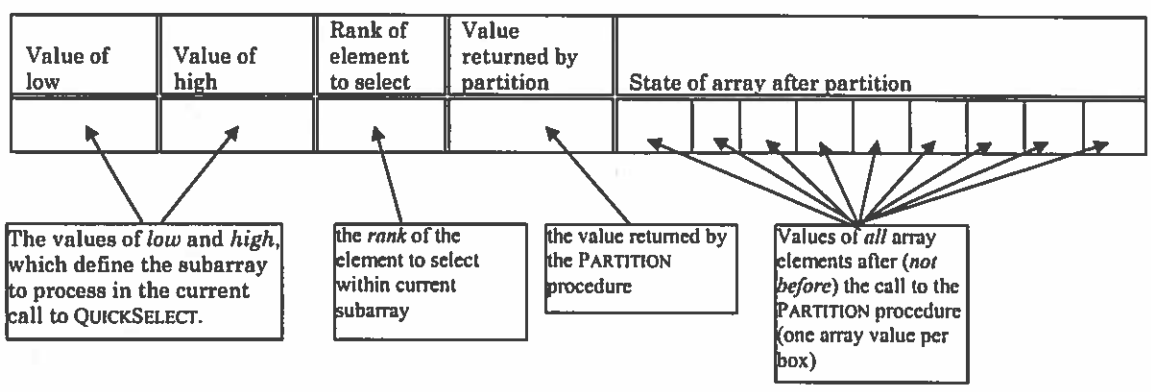 Value of
low
Value of
high
Rank of
element
to select
Value
returned by
partition
State of array after partition
The values of low and high,
which define the subarray
to process in the current
call to QUICKSELECT.
the rank of the
element to select
within current
subarray
the value returned by
the PARTITION
procedure
Values of all array
elements after (not
before) the call to the
PARTITION procedure
(one array value per
box)